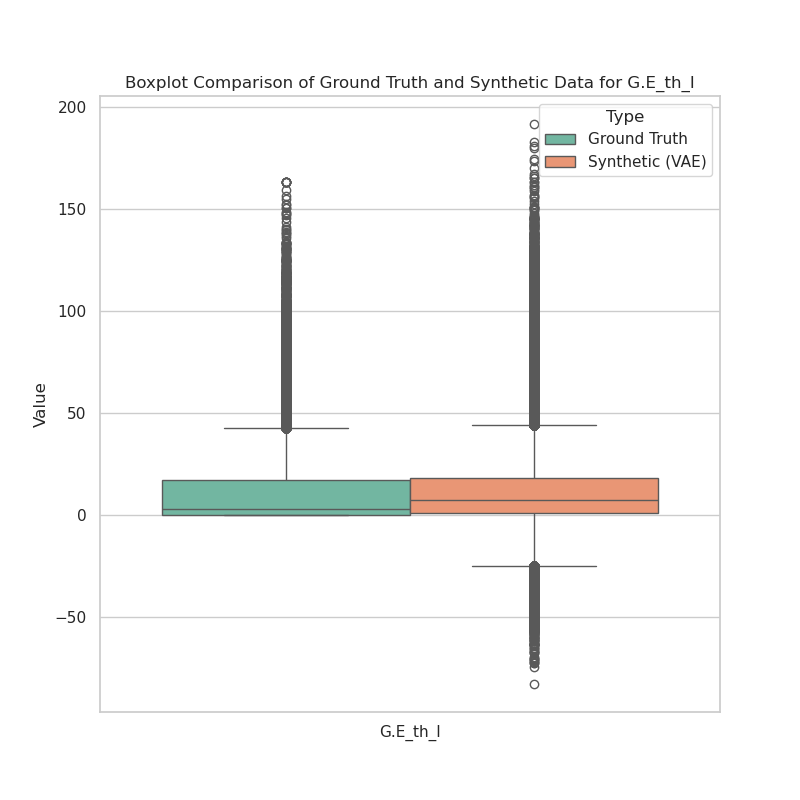 Boxplot Comparison of Ground Truth and Synthetic Data for G.E_th_I
200
150
100
50
0
−50
Value
Type
Ground Truth
Synthetic (VAE)
G.E_th_I